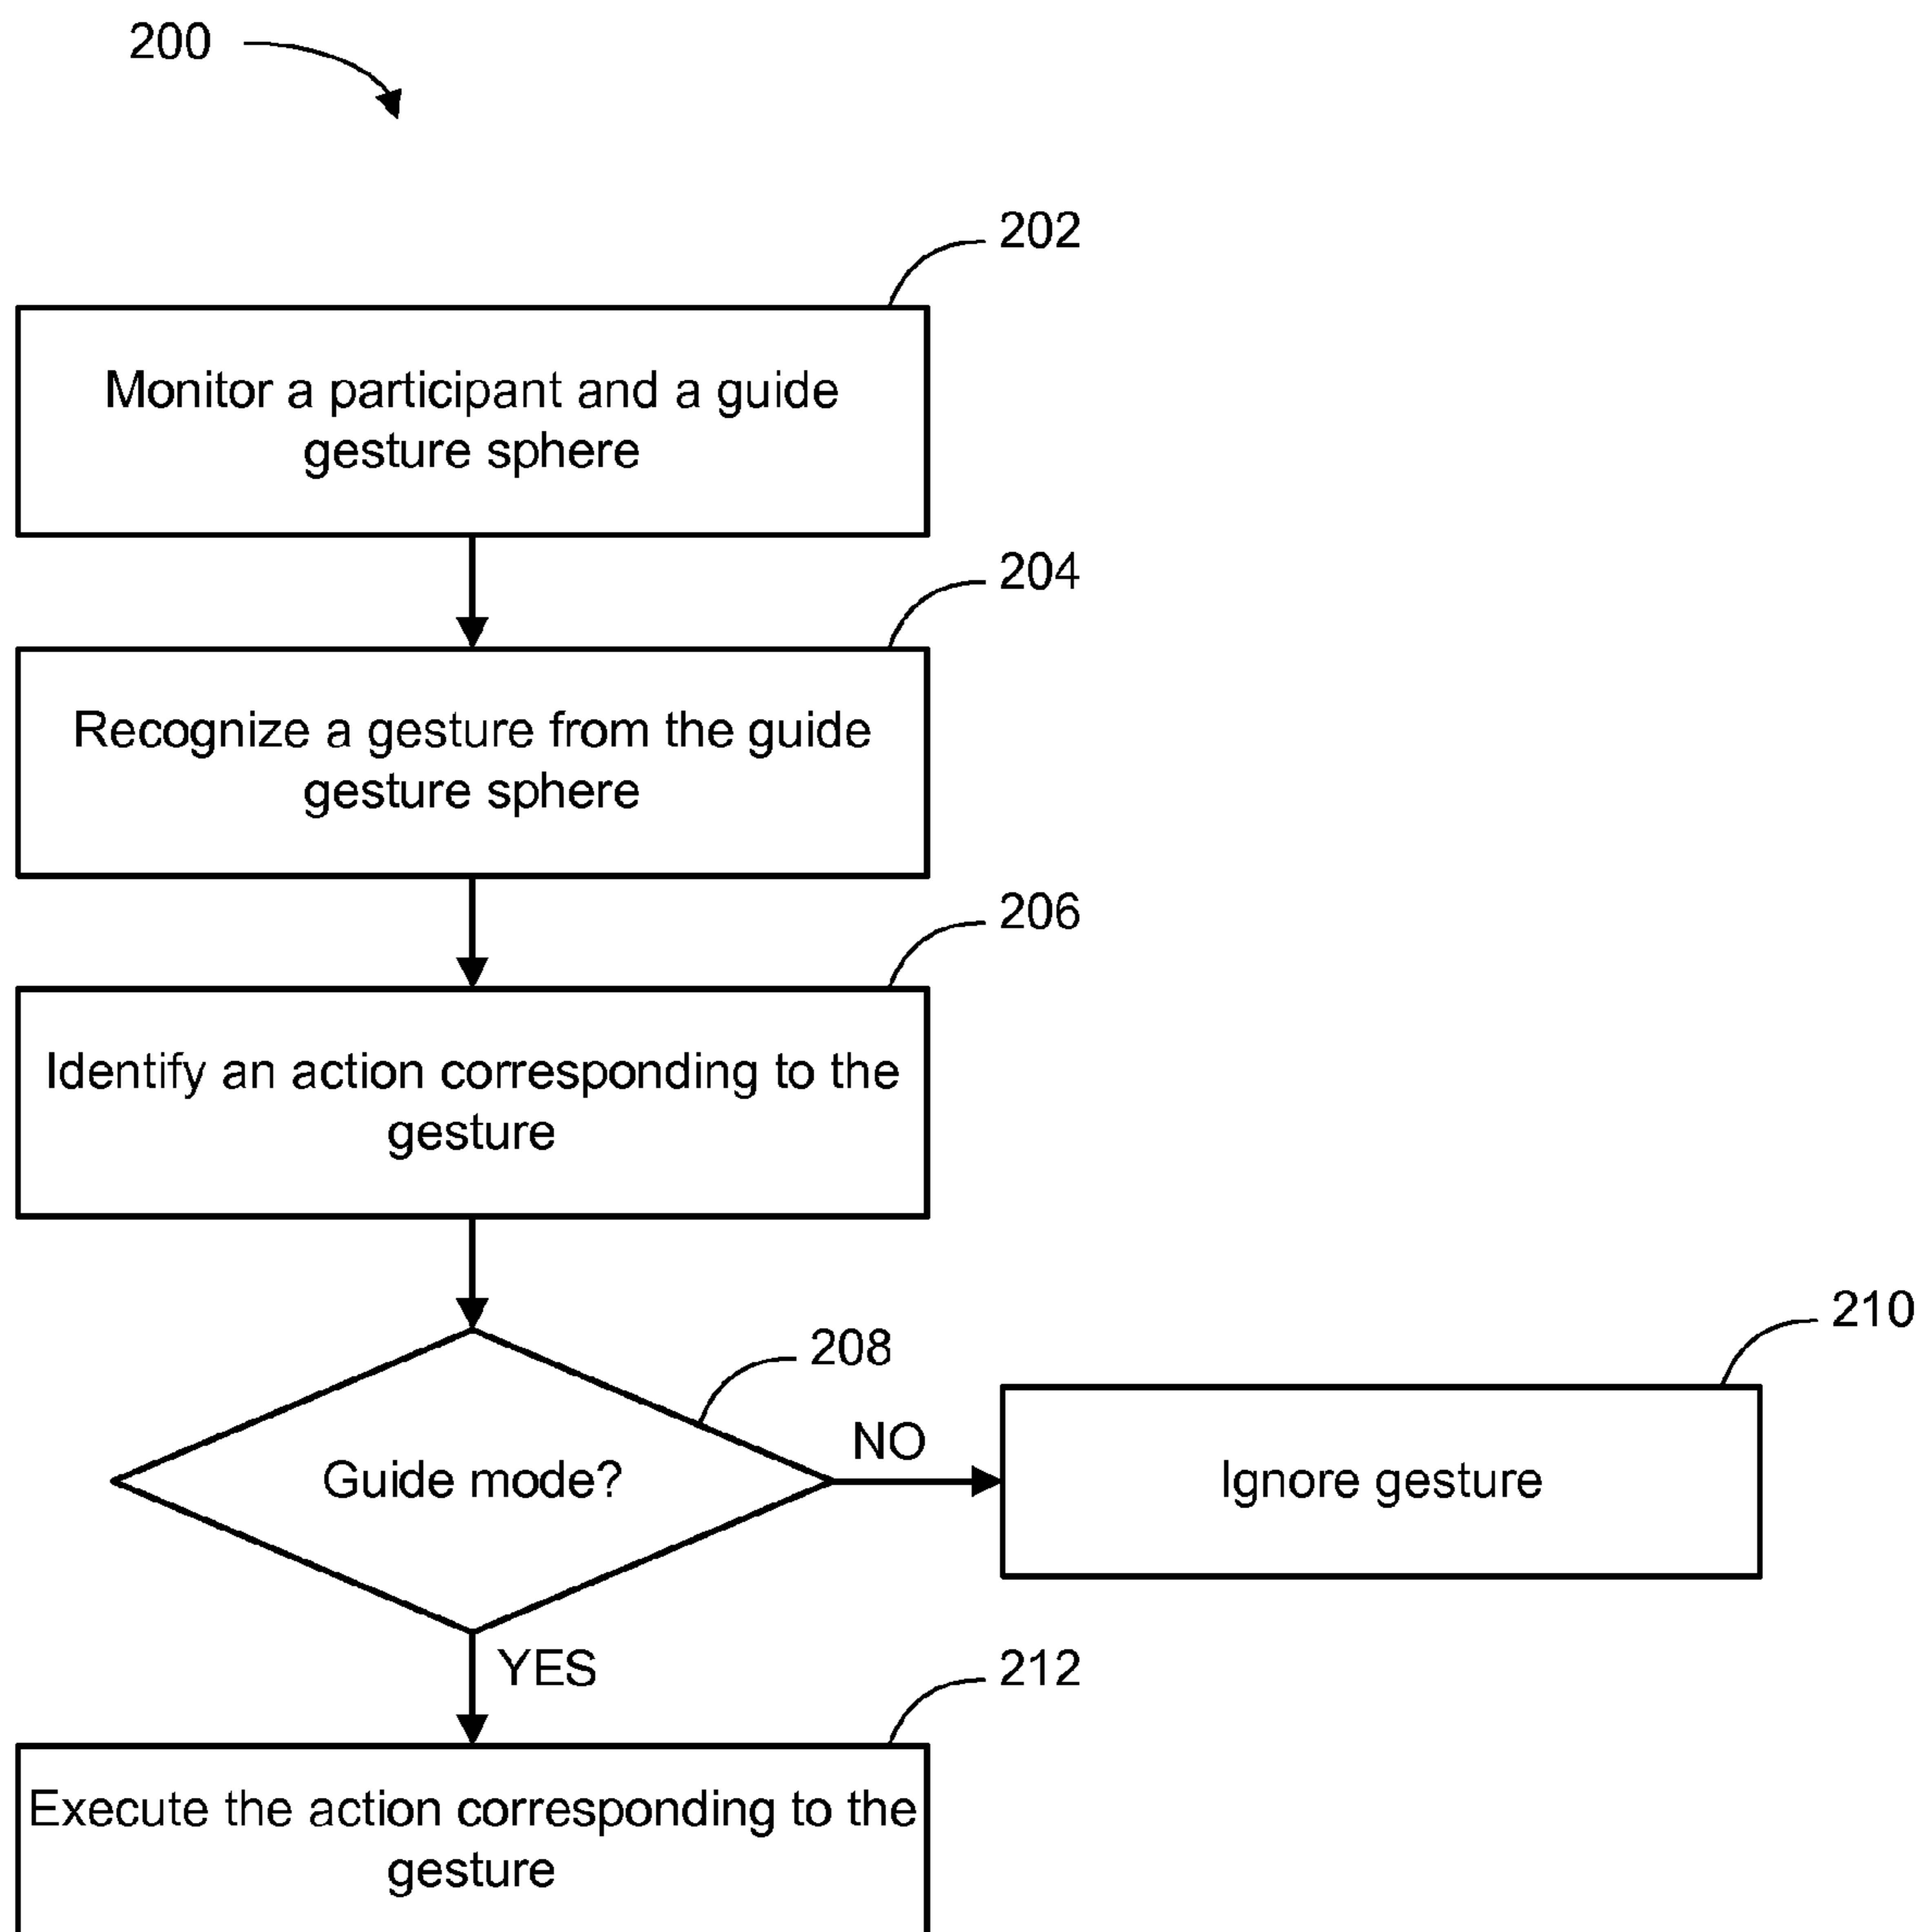 200
202
Monitor a participant and a guide
gesture sphere
204
Recognize a gesture from the guide
gesture sphere
206
Identify an action corresponding to the
gesture
208
Guide mode?
NO
210
Ignore gesture
YES
212
Execute the action corresponding to the
gesture